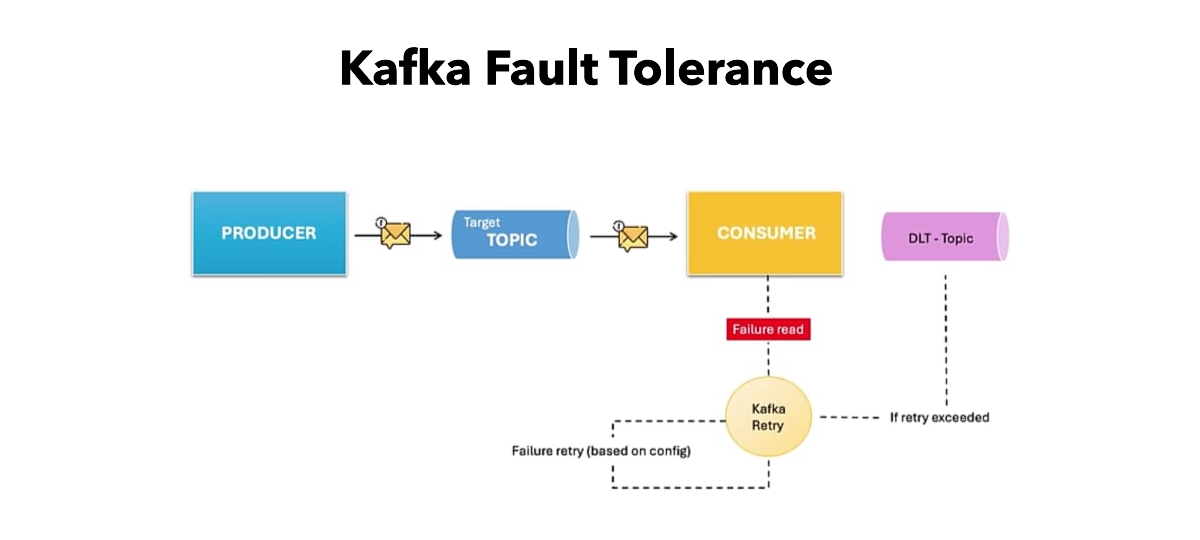 Kafka Fault Tolerance
PRODUCER
Target
TOPIC
CONSUMER
DLT - Topic
Failure read
Kafka
Retry
If retry exceeded
Failure retry (based on config)